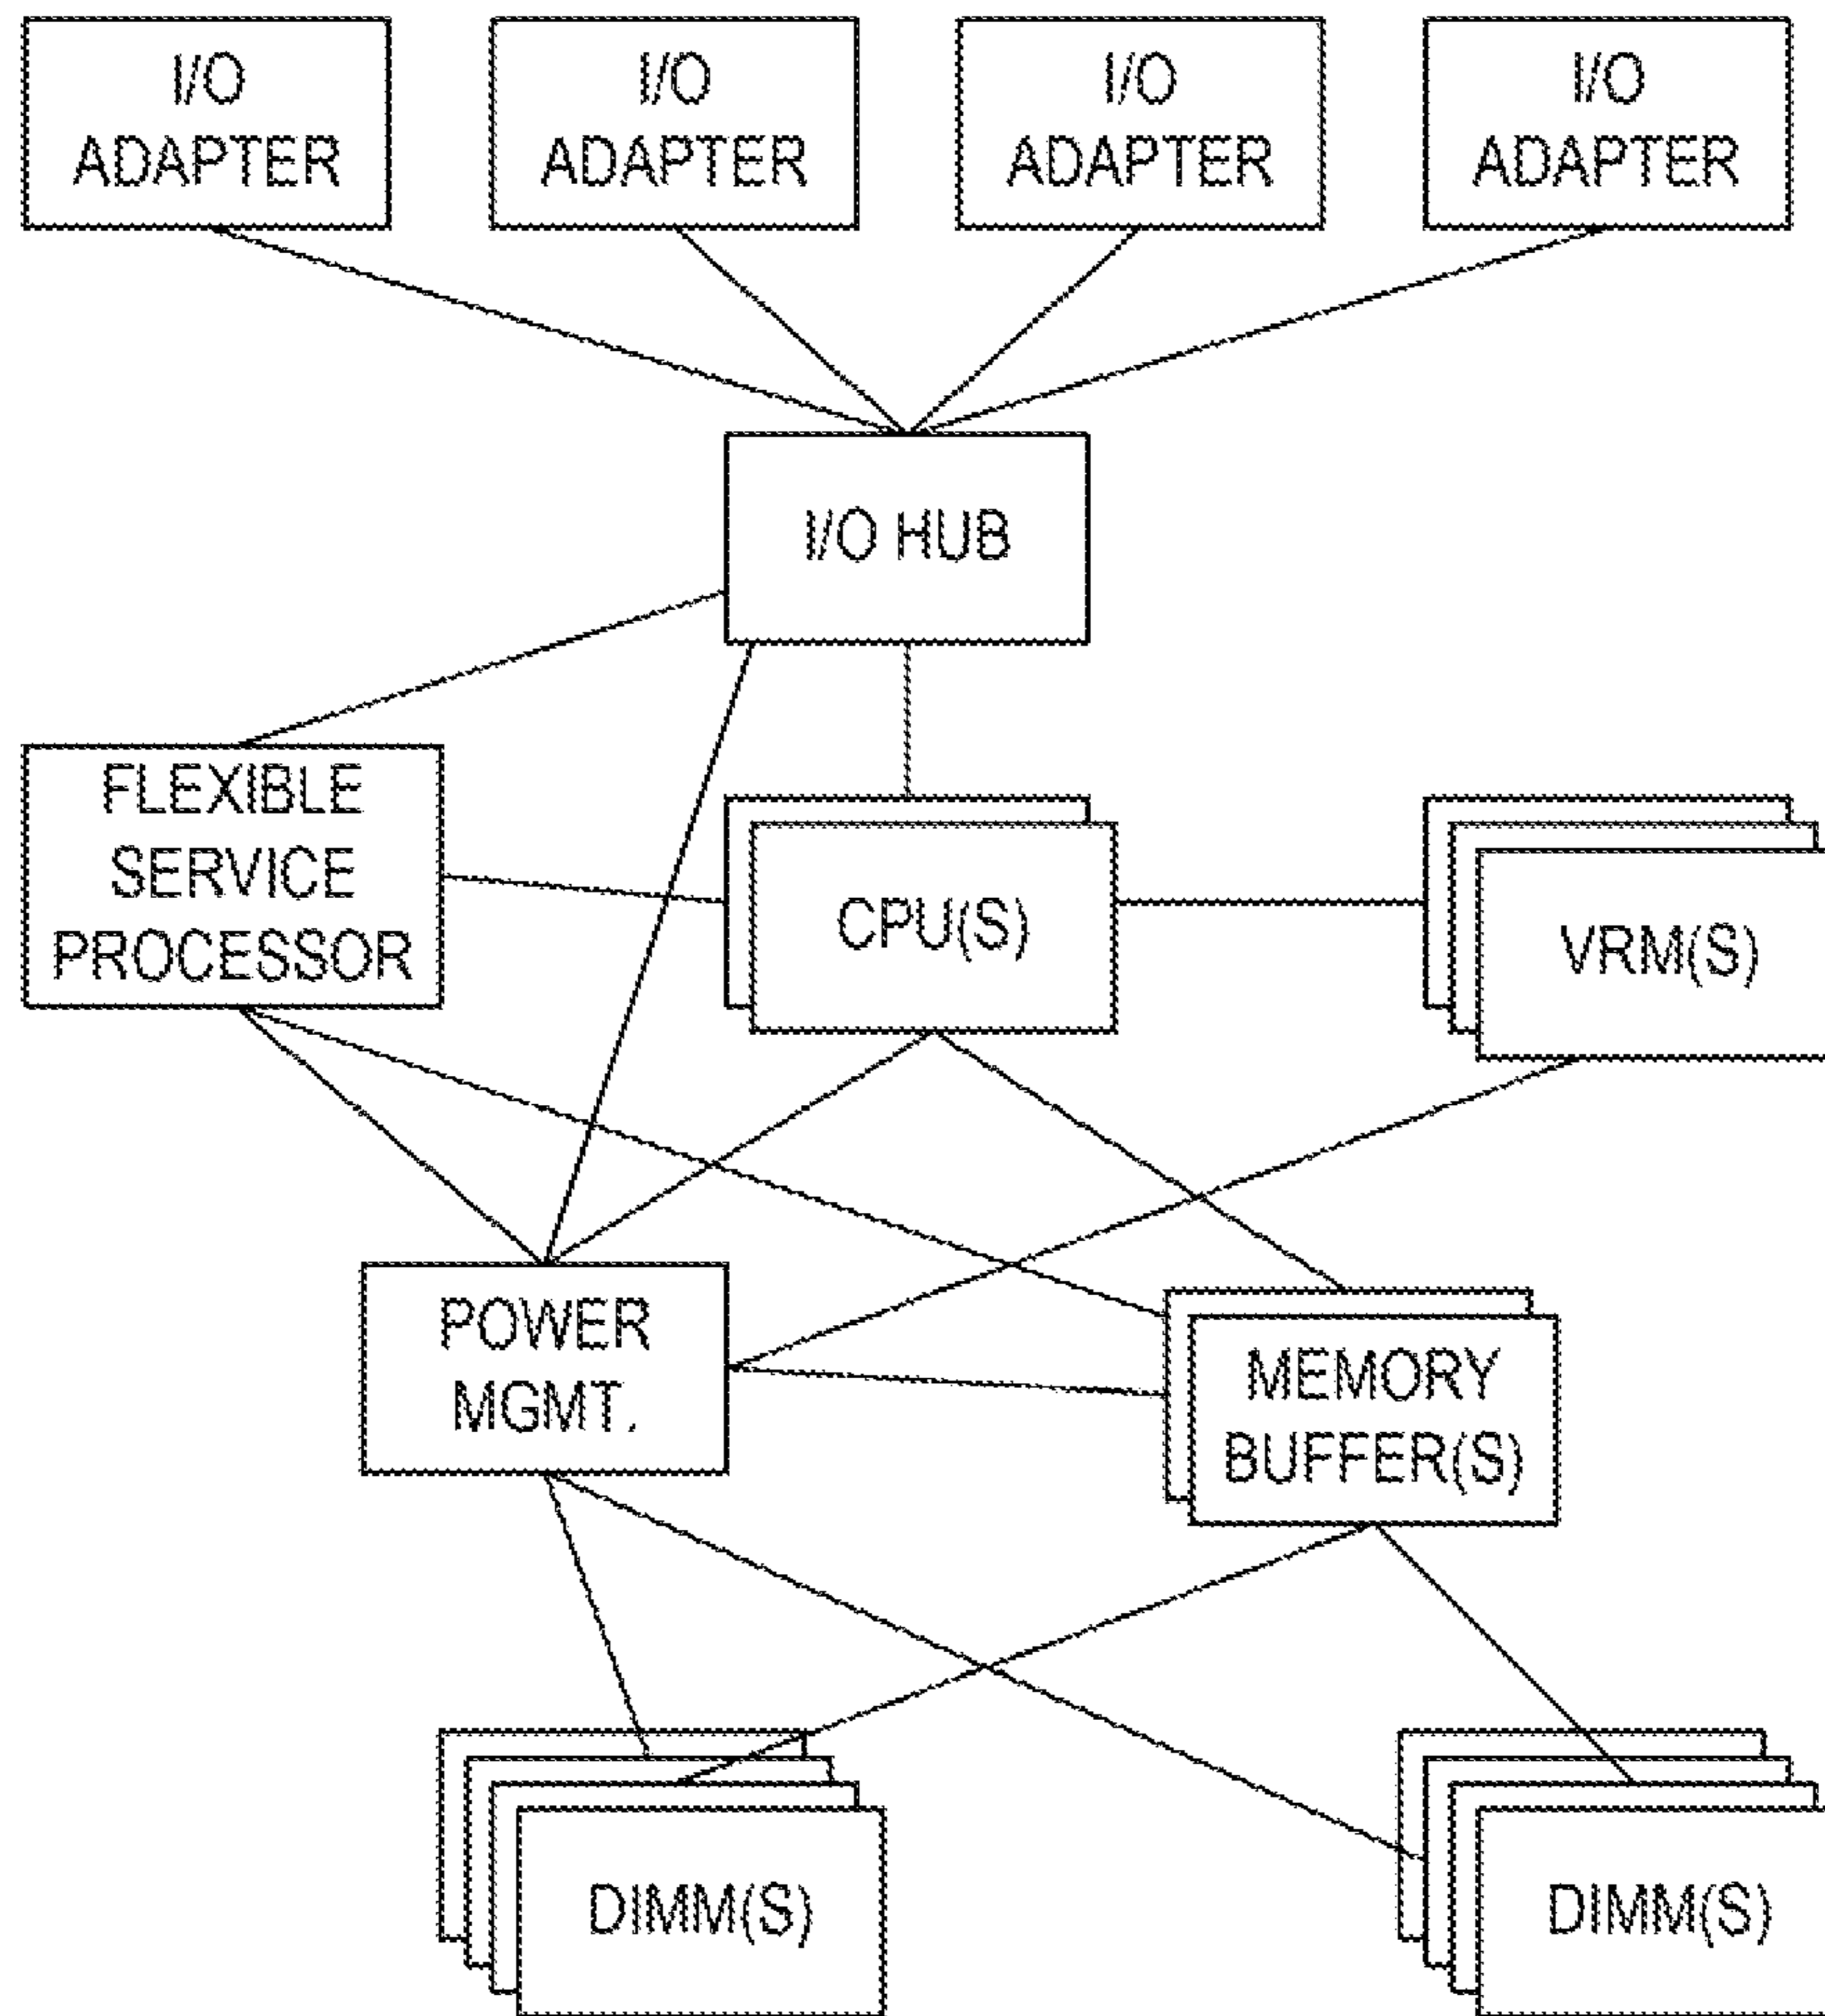 I/O
ADAPTER
I/O
ADAPTER
I/O
ADAPTER
I/O
ADAPTER
I/O HUB
FLEXIBLE
SERVICE
PROCESSOR
CPU(S)
VRM(S)
POWER
MGMT.
MEMORY
BUFFER(S)
DIMM(S)
DIMM(S)